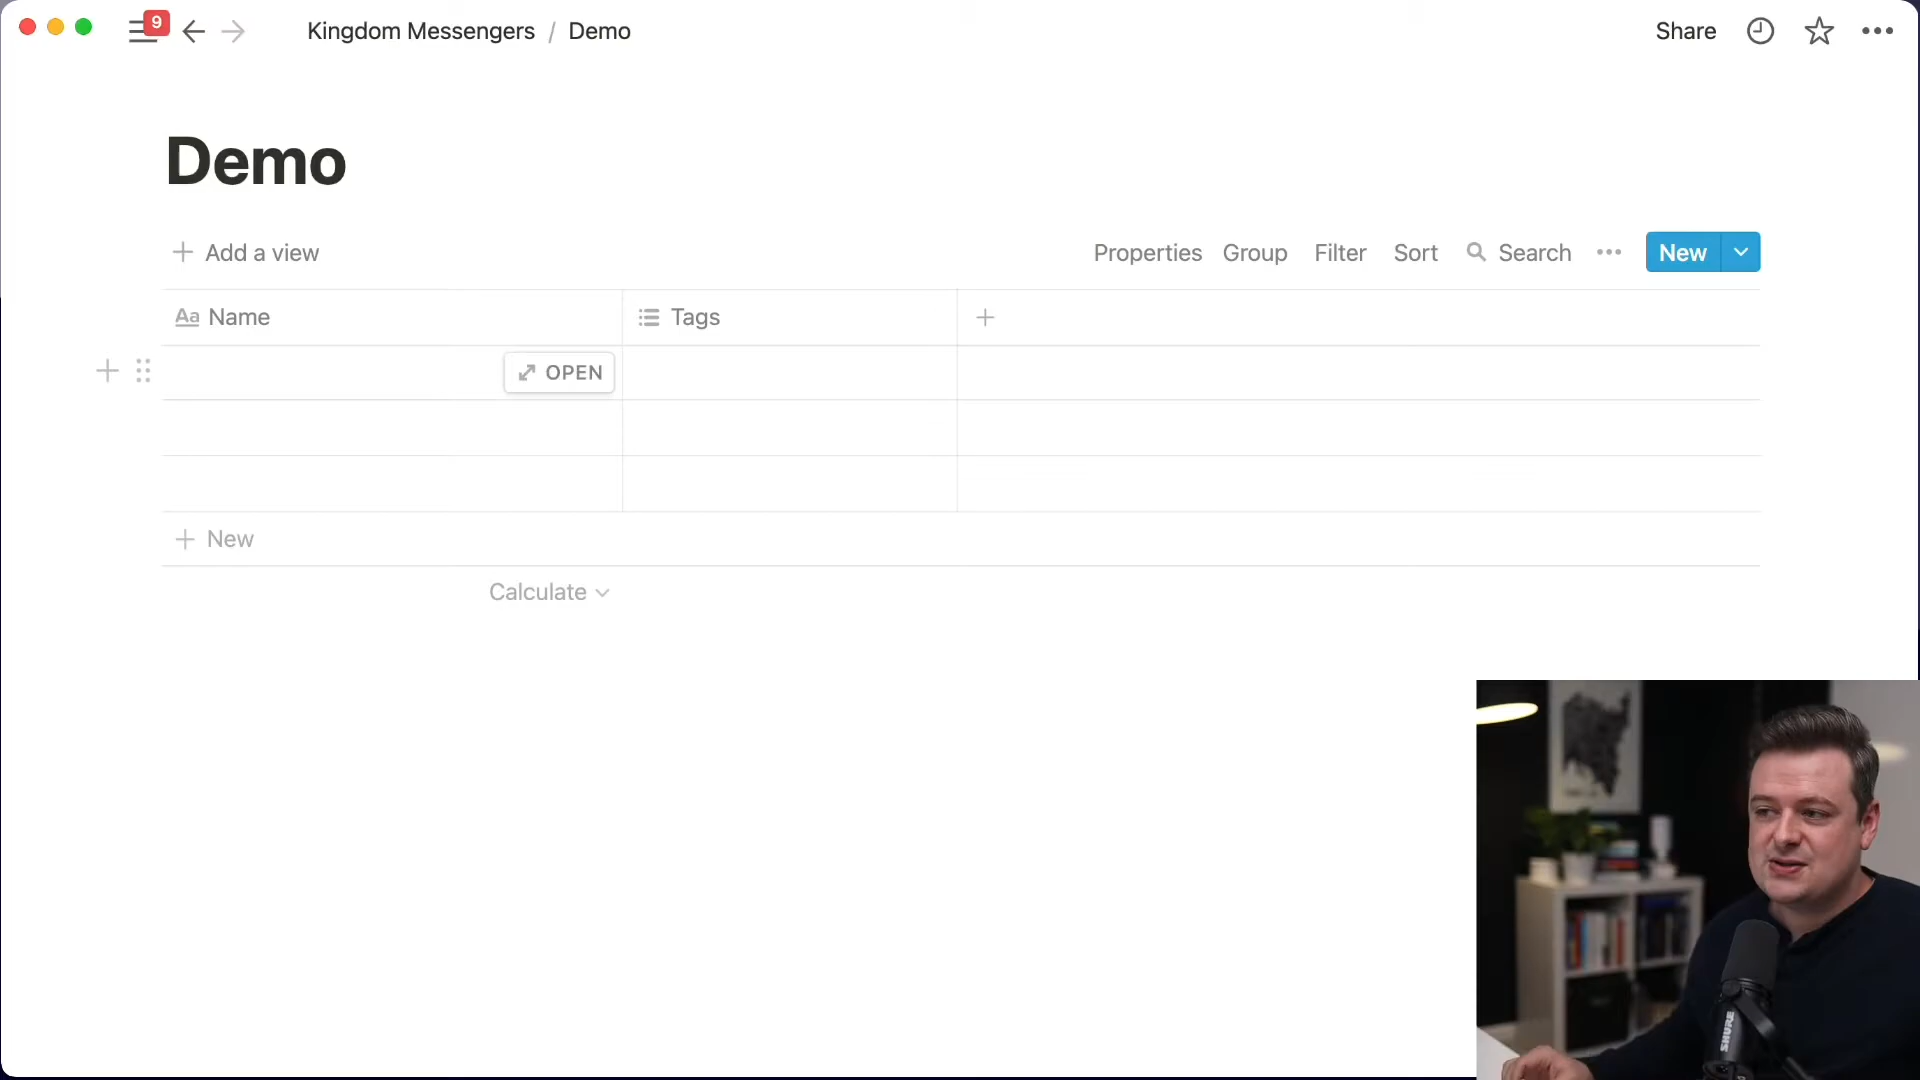 9
Kingdom Messengers / Demo
Share
Demo
Add a view
Properties Group Filter Sort Search
New
Aa Name
Tags
OPEN
New
Calculate
SHURE